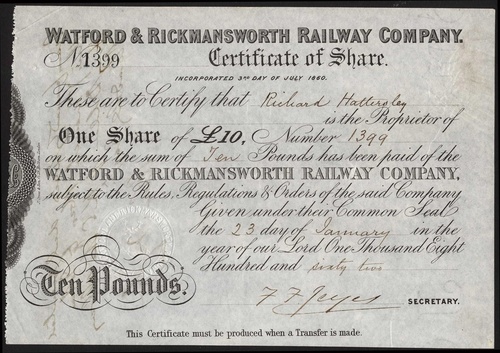 WATFORD & RICKMANSWORTH RAILWAY COMPANY.
No. 1399 Certificate of Share.
INCORPORATED 3RD DAY OF JULY 1860.
These are to Certify that Richard Hattersley
is the Proprietor of
One Share of £10, Number 1399
on which the sum of Ten Pounds has been paid of the
WATFORD & RICKMANSWORTH RAILWAY COMPANY,
subject to the Rules, Regulations & Orders of the said Company
Given under their Common Seal
the 23 day of January in the
year of our Lord One Thousand Eight
Hundred and sixty two
Ten Pounds.
SECRETARY.
This Certificate must be produced when a Transfer is made.